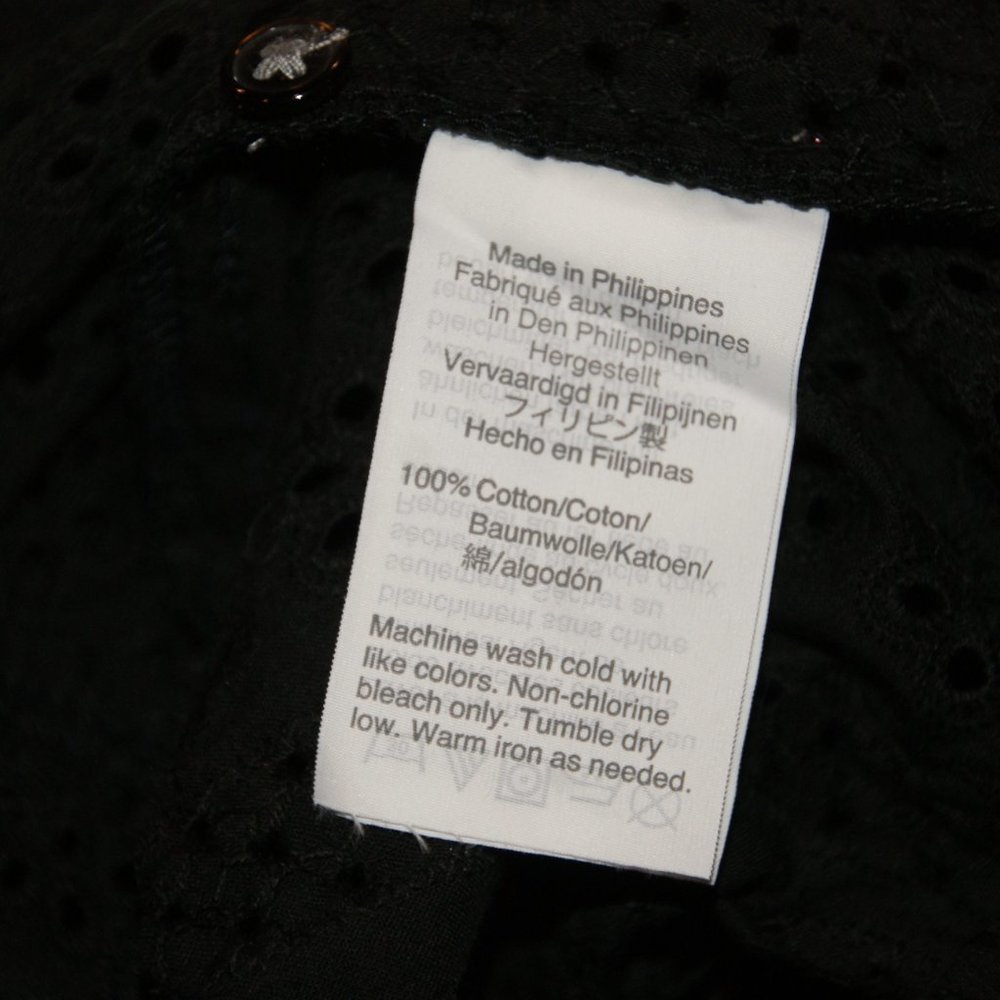 Made in Philippines
Fabriqué aux Philippines
in Den Philippinen
Hergestellt
Vervaardigd in Filipijnen
フィリピン製
Hecho en Filipinas
100% Cotton/Coton/
Baumwolle/Katoen/
綿/algodón
Machine wash cold with
like colors. Non-chlorine
bleach only. Tumble dry
low. Warm iron as needed.